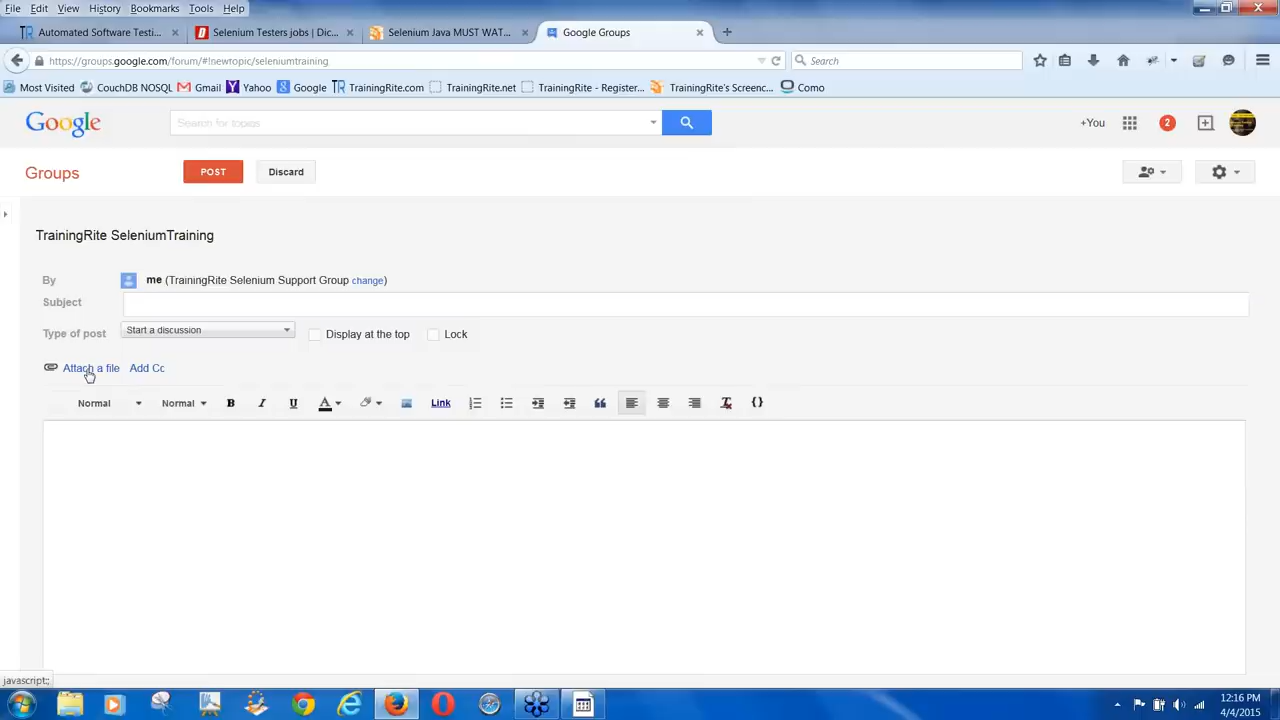 File Edit View History Bookmarks Tools Help
Automated Software Testi... Selenium Testers jobs | Dic... Selenium Java MUST WAT... Google Groups
https://groups.google.com/forum/#!newtopic/seleniumtraining Search
Most Visited CouchDB NOSQL Gmail Yahoo Google TrainingRite.com TrainingRite.net TrainingRite - Register... TrainingRite's Screenc... Como
Google Search for topics +You 2
Groups POST Discard
TrainingRite SeleniumTraining
By me (TrainingRite Selenium Support Group change)
Subject
Type of post Start a discussion Display at the top Lock
Attach a file Add Cc
Normal Normal B I U A Link {}
javascript:;
12:16 PM
4/4/2015